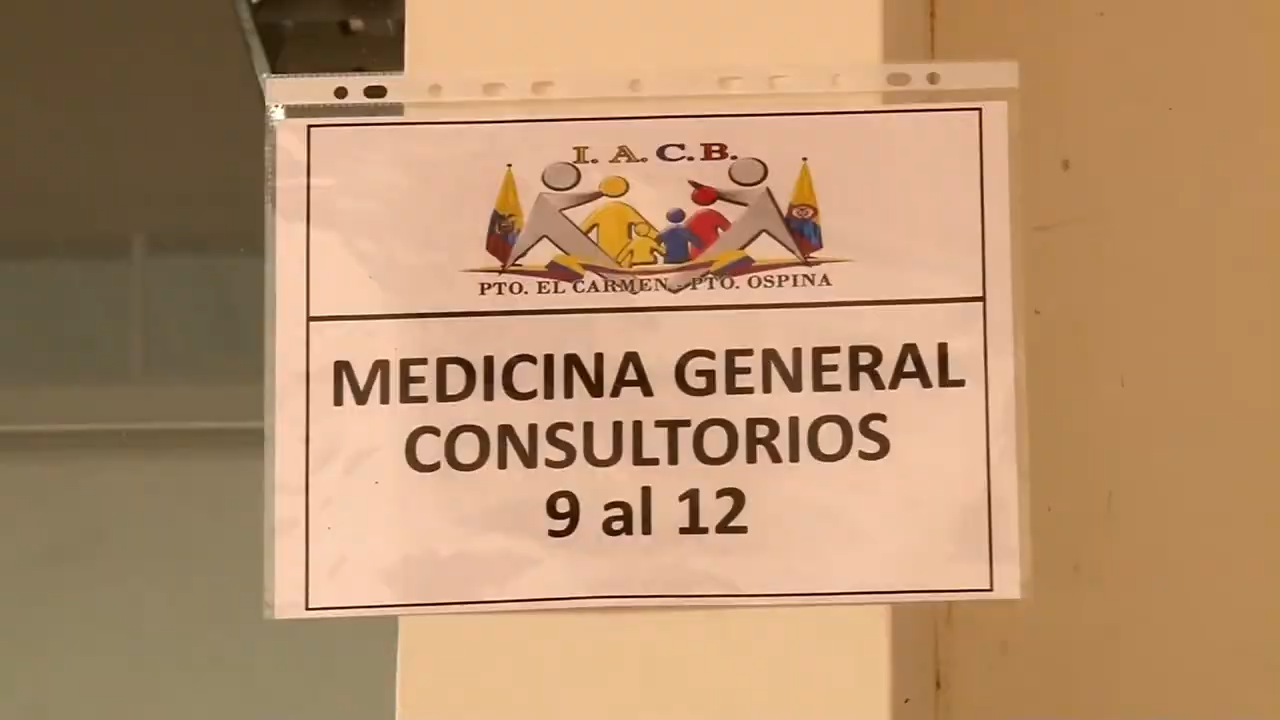 I. A. C. B.
PTO. EL CARMEN - PTO. OSPINA
MEDICINA GENERAL
CONSULTORIOS
9 al 12